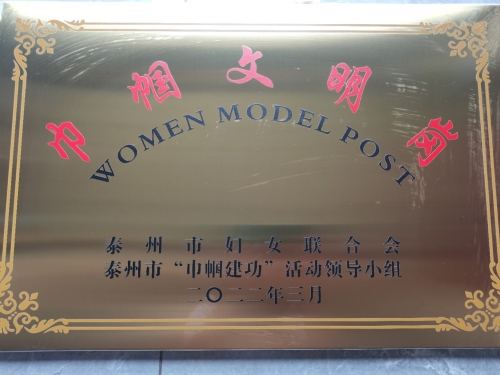 巾帼文明岗
WOMEN MODEL POST
泰州市妇女联合会
泰州市“巾帼建功”活动领导小组
二〇二二年三月